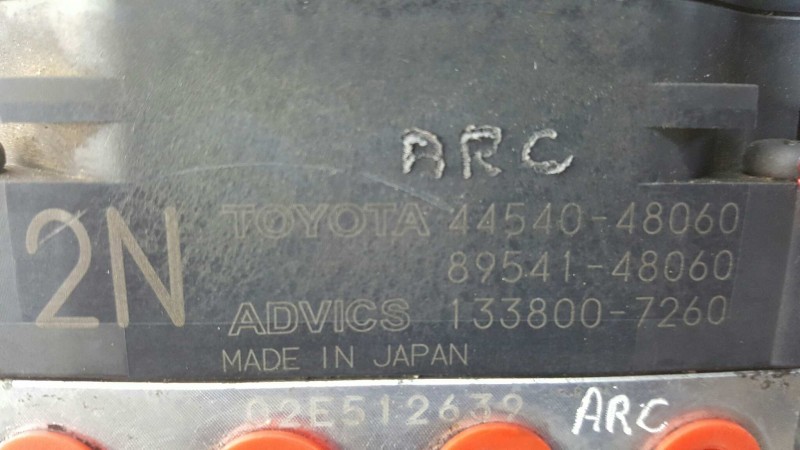 ARC
2N TOYOTA 44540-48060
89541-48060
ADVICS 133800-7260
MADE IN JAPAN
02E512639 ARC